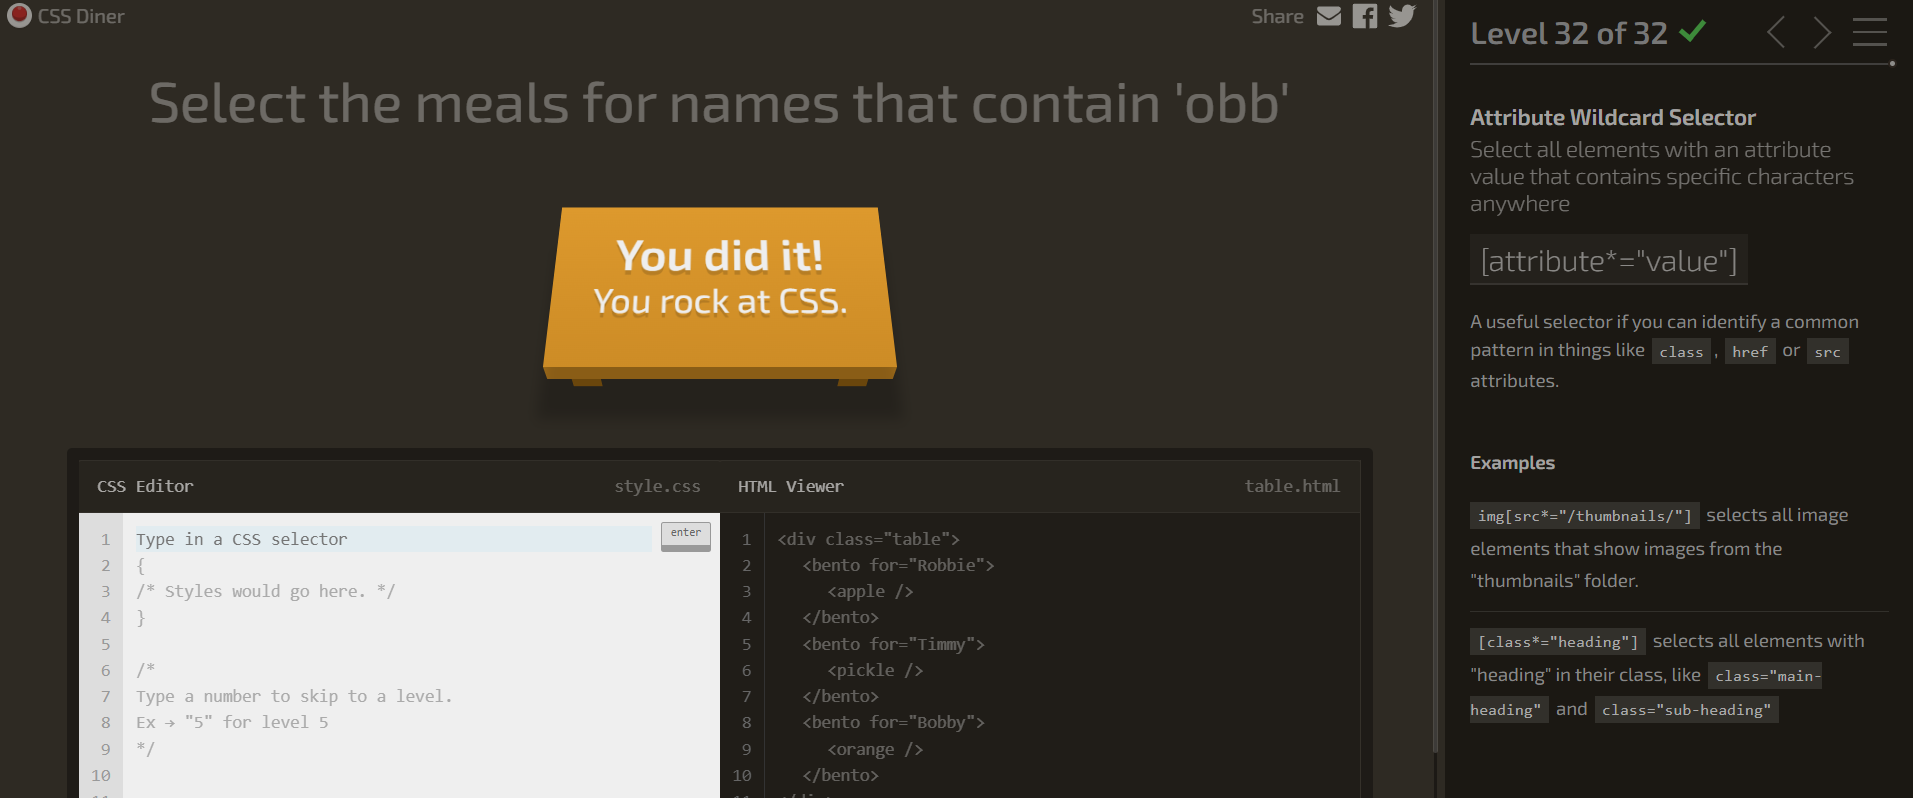 CSS Diner
Share
Select the meals for names that contain 'obb'
You did it!
You rock at CSS.
CSS Editor
style.css
1
Type in a CSS selector
enter
2
{
3
/* Styles would go here. */
4
}
5
6
/*
7
Type a number to skip to a level.
8
Ex → "5" for level 5
9
*/
10
HTML Viewer
table.html
1
<div class="table">
2
<bento for="Robbie">
3
<apple />
4
</bento>
5
<bento for="Timmy">
6
<pickle />
7
</bento>
8
<bento for="Bobby">
9
<orange />
10
</bento>
Level 32 of 32
Attribute Wildcard Selector
Select all elements with an attribute
value that contains specific characters
anywhere
[attribute*="value"]
A useful selector if you can identify a common
pattern in things like class, href or src
attributes.
Examples
img[src*="/thumbnails/"] selects all image
elements that show images from the
"thumbnails" folder.
[class*="heading"] selects all elements with
"heading" in their class, like class="main-
heading" and class="sub-heading"